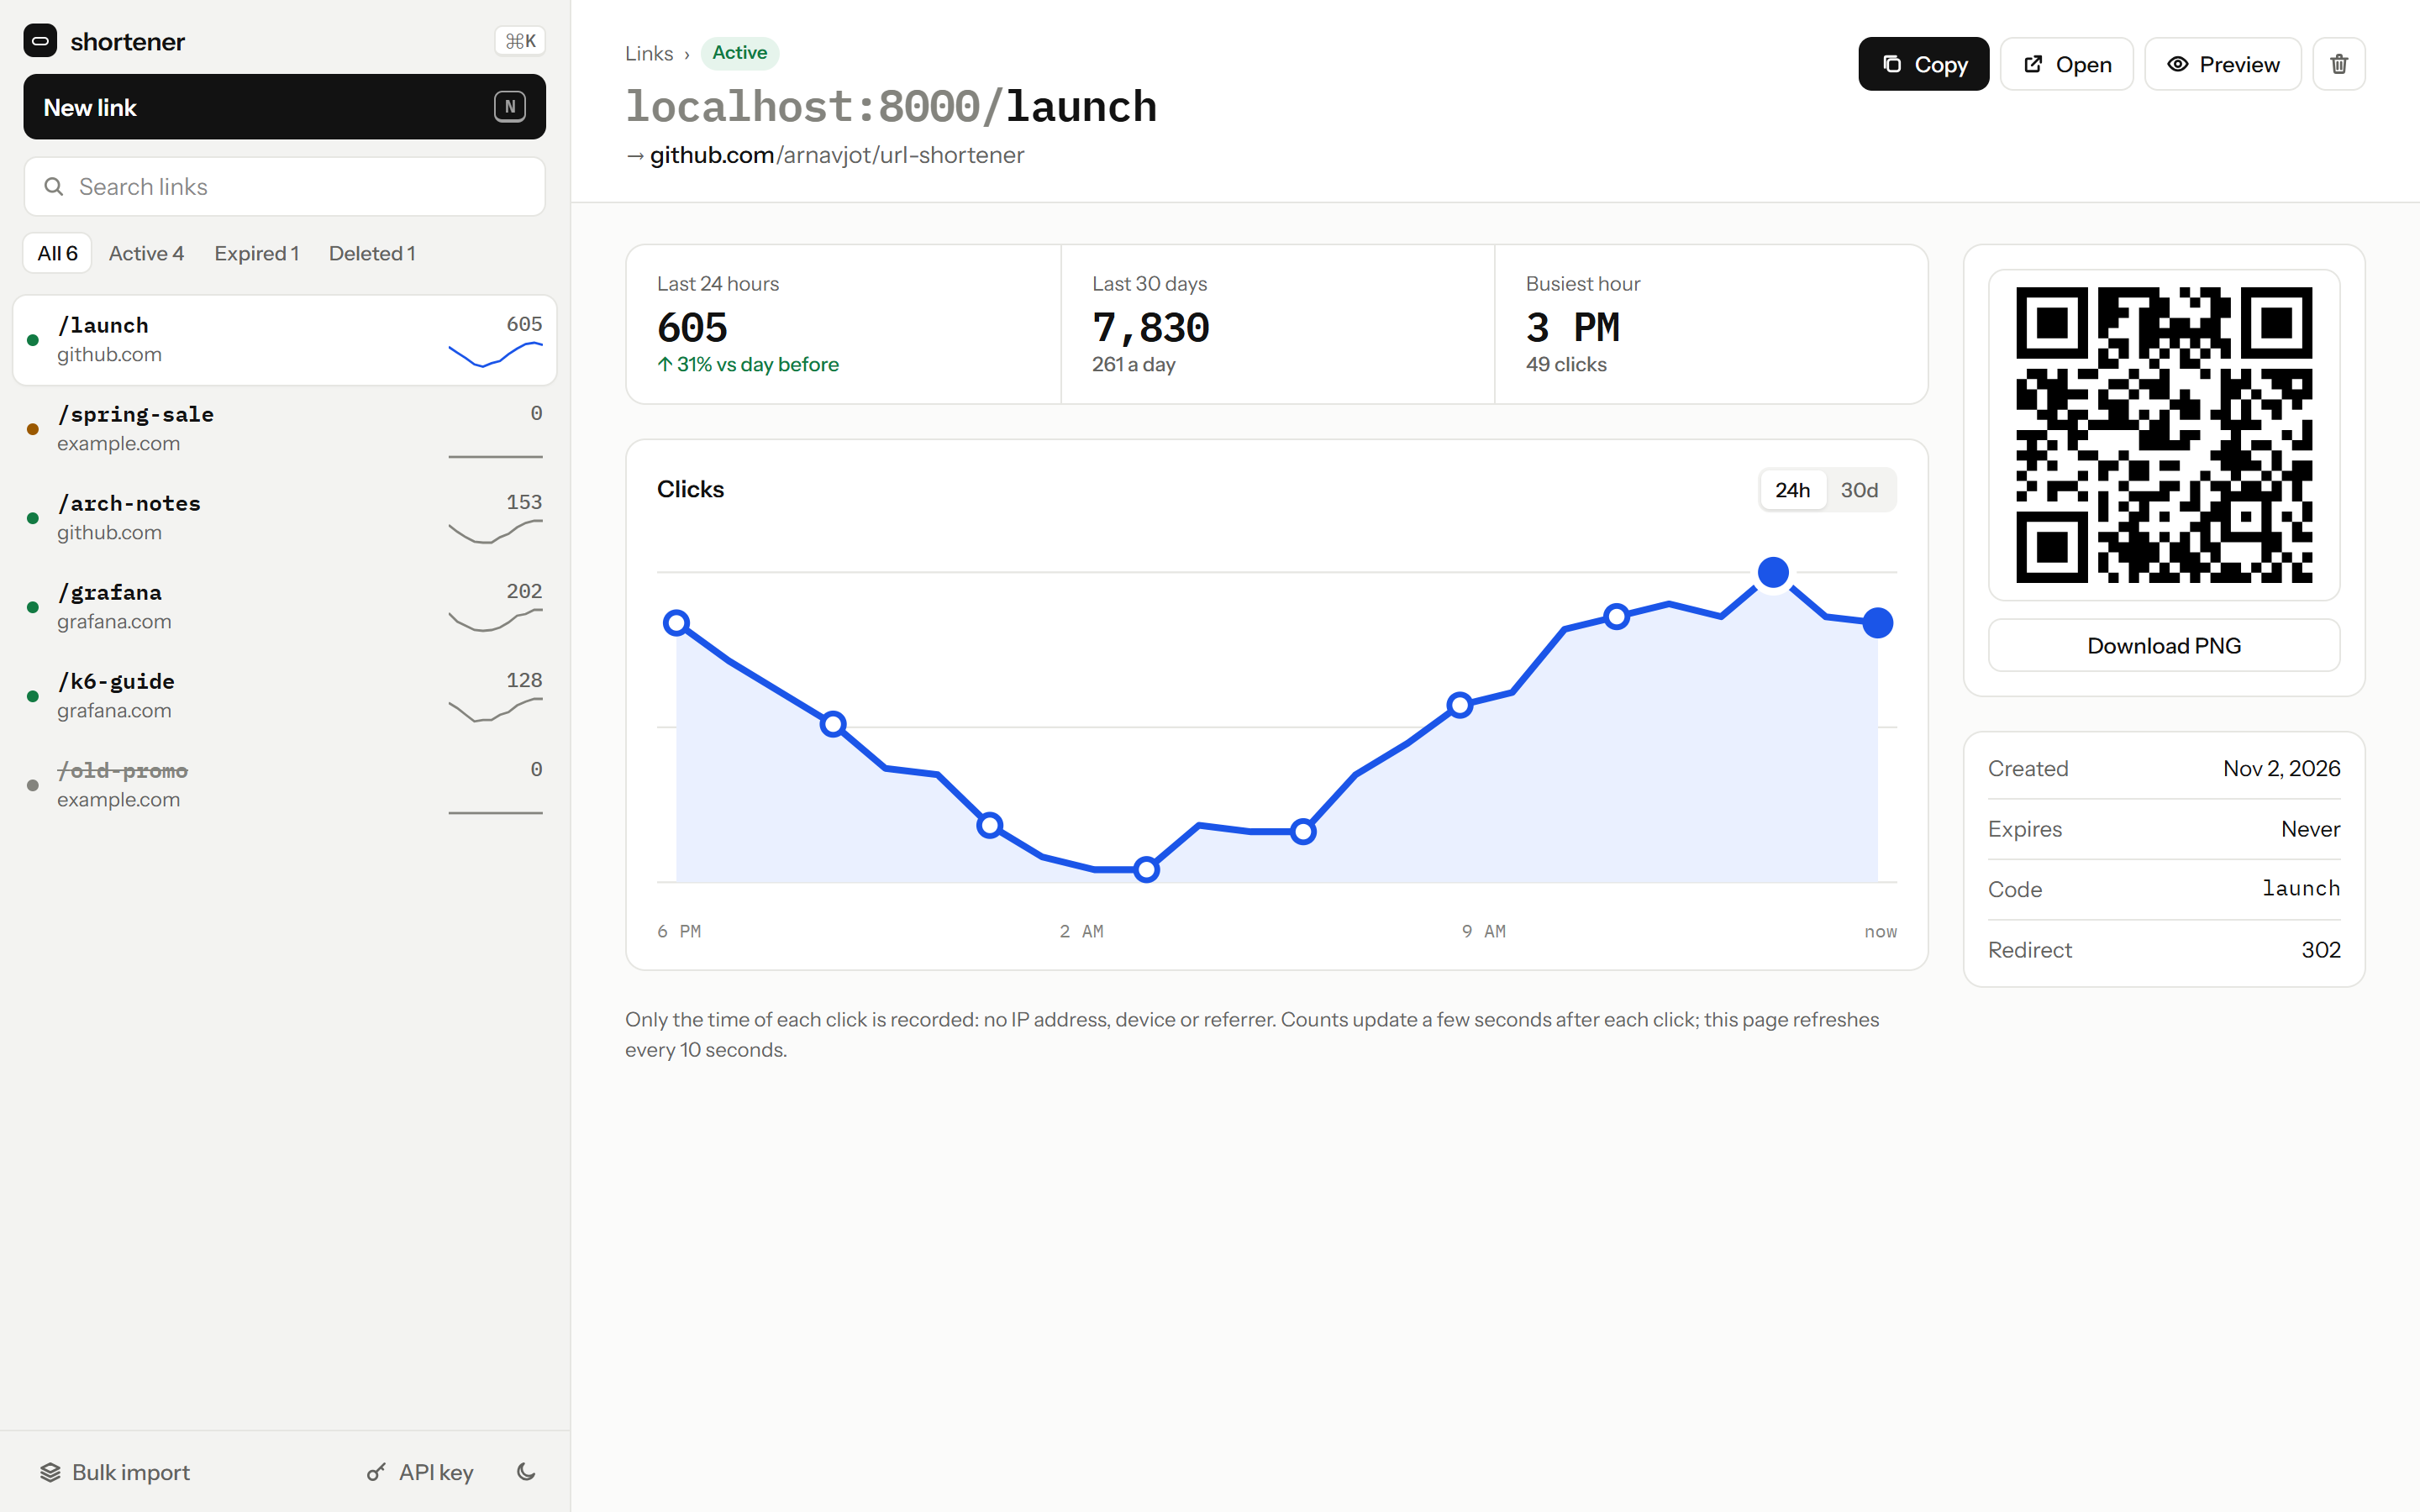 shortener
⌘K
New link
N
Search links
All 6 Active 4 Expired 1 Deleted 1
/launch 605
github.com
/spring-sale 0
example.com
/arch-notes 153
github.com
/grafana 202
grafana.com
/k6-guide 128
grafana.com
/old-promo 0
example.com
Bulk import
API key
Links › Active
localhost:8000/launch
→ github.com/arnavjot/url-shortener
Copy
Open
Preview
Last 24 hours
605
↑ 31% vs day before
Last 30 days
7,830
261 a day
Busiest hour
3 PM
49 clicks
Clicks
24h 30d
6 PM 2 AM 9 AM now
Only the time of each click is recorded: no IP address, device or referrer. Counts update a few seconds after each click; this page refreshes
every 10 seconds.
Download PNG
Created Nov 2, 2026
Expires Never
Code launch
Redirect 302